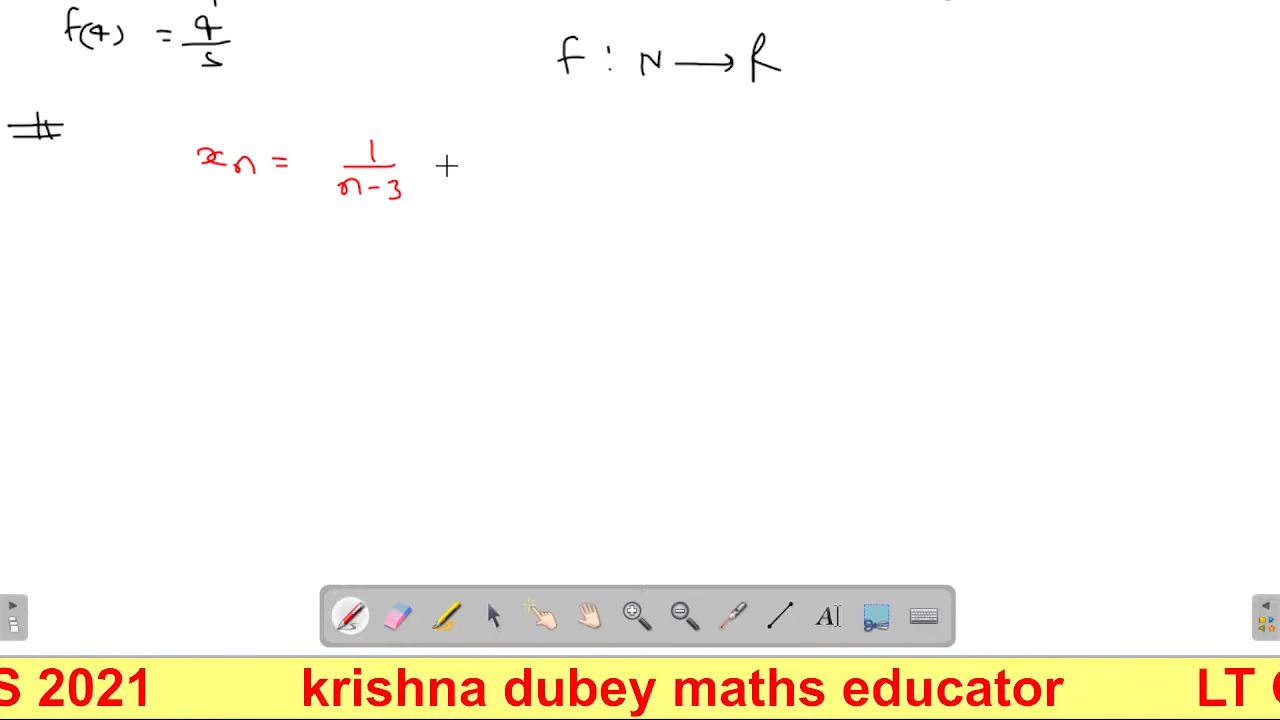 f(4) = 4/5
f : N → R
xn = 1/(n-3)
S 2021 krishna dubey maths educator LT